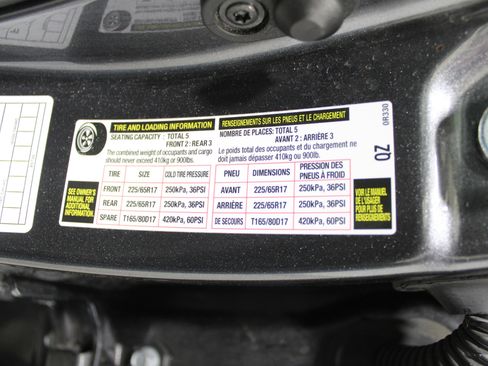 TIRE AND LOADING INFORMATION
SEATING CAPACITY : TOTAL 5
FRONT 2 : REAR 3
The combined weight of occupants and cargo
should never exceed 410kg or 900lb.
SEE OWNER'S
MANUAL FOR
ADDITIONAL
INFORMATION
TIRE SIZE COLD TIRE PRESSURE
FRONT 225/65R17 250kPa, 36PSI
REAR 225/65R17 250kPa, 36PSI
SPARE T165/80D17 420kPa, 60PSI
RENSEIGNEMENTS SUR LES PNEUS ET LE CHARGEMENT
NOMBRE DE PLACES: TOTAL 5
AVANT 2 : ARRIÈRE 3
Le poids total des occupants et du chargement ne
doit jamais dépasser 410kg ou 900lb.
PNEU DIMENSIONS PRESSION DES
PNEUS À FROID
AVANT 225/65R17 250kPa, 36PSI
ARRIÈRE 225/65R17 250kPa, 36PSI
DE SECOURS T165/80D17 420kPa, 60PSI
VOIR LE MANUEL
DE L'USAGER
POUR PLUS DE
RENSEIGNEMENTS
QZ
0R330